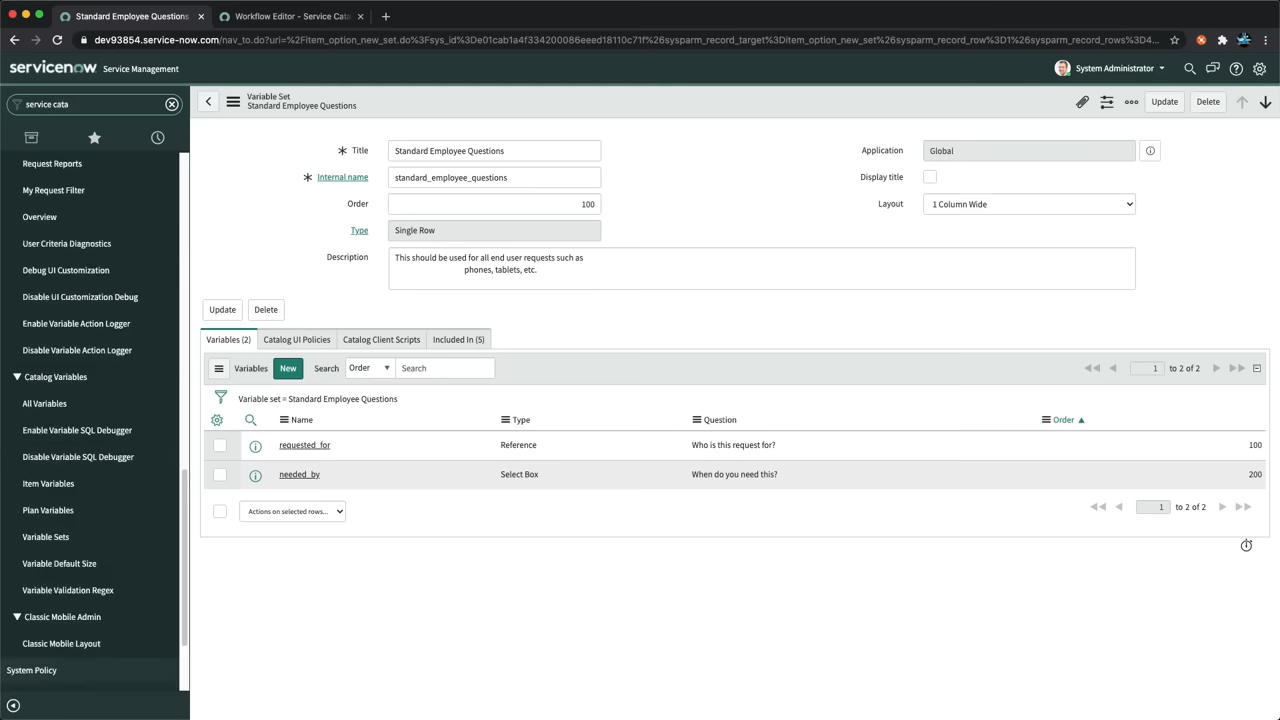 Standard Employee Questions
Workflow Editor - Service Cata
dev93854.service-now.com/nav_to.do?uri=%2Fitem_option_new_set.do%3Fsys_id%3De01cab1a4f334200086eeed18110c71f%26sysparm_record_target%3Ditem_option_new_set%26sysparm_record_row%3D1%26sysparm_record_rows%3D4...
servicenow Service Management
System Administrator
service cata
Variable Set
Standard Employee Questions
Update
Delete
Request Reports
My Request Filter
Overview
User Criteria Diagnostics
Debug UI Customization
Disable UI Customization Debug
Enable Variable Action Logger
Disable Variable Action Logger
Catalog Variables
All Variables
Enable Variable SQL Debugger
Disable Variable SQL Debugger
Item Variables
Plan Variables
Variable Sets
Variable Default Size
Variable Validation Regex
Classic Mobile Admin
Classic Mobile Layout
System Policy
Title Standard Employee Questions
Internal name standard_employee_questions
Order 100
Type Single Row
Description This should be used for all end user requests such as
phones, tablets, etc.
Application Global
Display title
Layout 1 Column Wide
Update Delete
Variables (2) Catalog UI Policies Catalog Client Scripts Included In (5)
Variables New Search Order Search 1 to 2 of 2
Variable set = Standard Employee Questions
Name Type Question Order
requested_for Reference Who is this request for? 100
needed_by Select Box When do you need this? 200
Actions on selected rows... 1 to 2 of 2